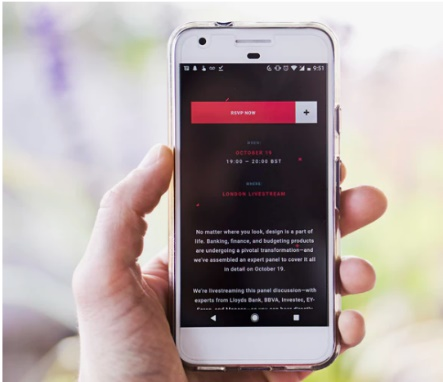 9:51
RSVP NOW
+
WHEN
OCTOBER 19
19:00 – 20:00 BST
WHERE
LONDON LIVESTREAM
No matter where you look, design is a part of
life. Banking, finance, and budgeting products
are undergoing a pivotal transformation—and
we've assembled an expert panel to cover it all
in detail on October 19.
We're livestreaming this panel discussion—with
experts from Lloyds Bank, BBVA, Investec, EY-